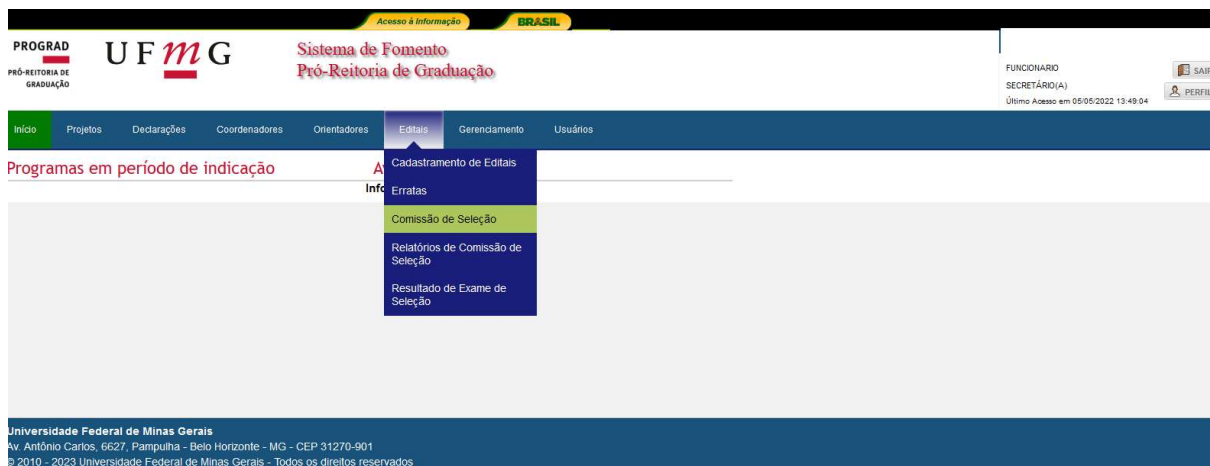 Acesso à Informação
BRASIL
PROGRAD
PRÓ-REITORIA DE
GRADUAÇÃO
UFmG
Sistema de Fomento
Pró-Reitoria de Graduação
FUNCIONARIO
SECRETÁRIO(A)
Último Acesso em 05/05/2022 13:49:04
SAIR
PERFIL
Início Projetos Declarações Coordenadores Orientadores Editais Gerenciamento Usuários
Programas em período de indicação
Cadastramento de Editais
Erratas
Comissão de Seleção
Relatórios de Comissão de
Seleção
Resultado de Exame de
Seleção
Universidade Federal de Minas Gerais
Av. Antônio Carlos, 6627, Pampulha - Belo Horizonte - MG - CEP 31270-901
© 2010 - 2023 Universidade Federal de Minas Gerais - Todos os direitos reservados